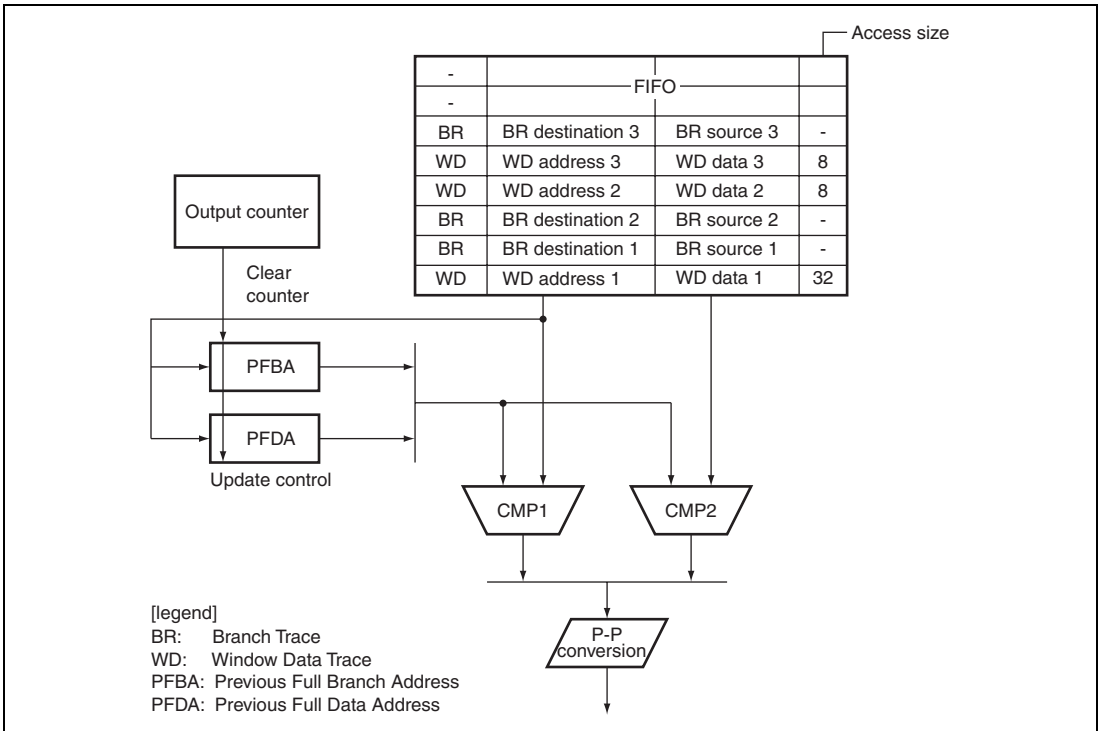 Access size
-
FIFO
-
BR BR destination 3 BR source 3 -
WD WD address 3 WD data 3 8
WD WD address 2 WD data 2 8
BR BR destination 2 BR source 2 -
BR BR destination 1 BR source 1 -
WD WD address 1 WD data 1 32
Output counter
Clear
counter
PFBA
PFDA
Update control
CMP1 CMP2
P-P
conversion
[legend]
BR: Branch Trace
WD: Window Data Trace
PFBA: Previous Full Branch Address
PFDA: Previous Full Data Address